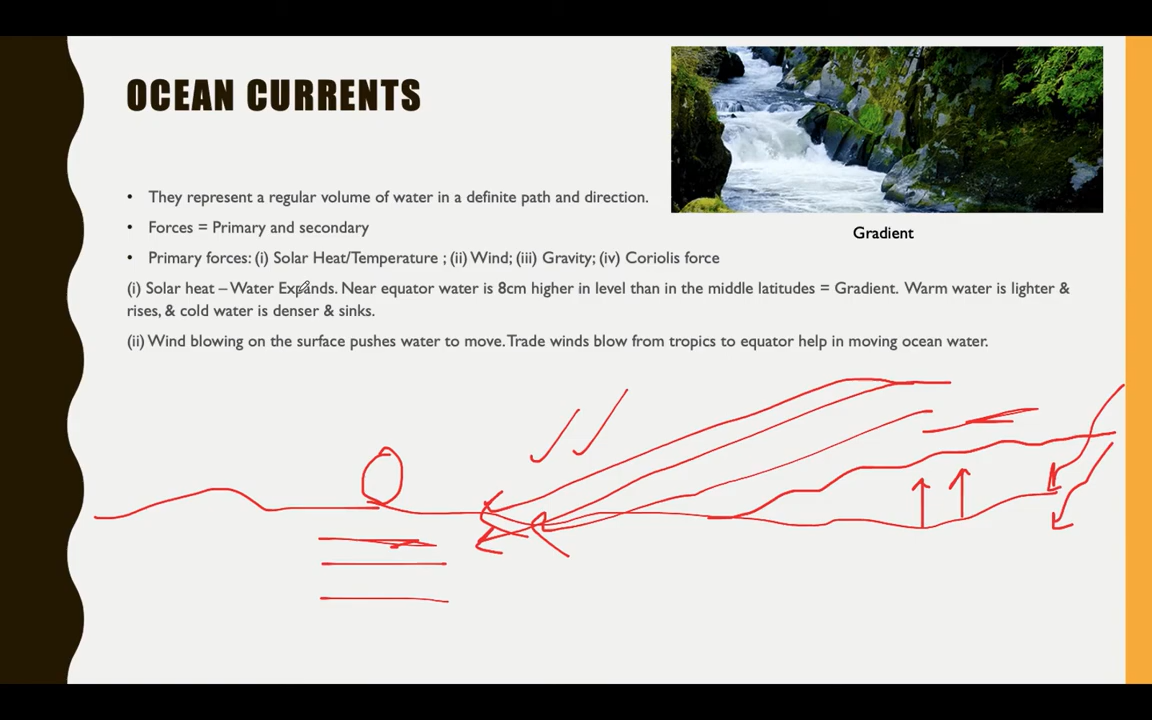 OCEAN CURRENTS
Gradient
• They represent a regular volume of water in a definite path and direction.
• Forces = Primary and secondary
• Primary forces: (i) Solar Heat/Temperature ; (ii) Wind; (iii) Gravity; (iv) Coriolis force
(i) Solar heat – Water Expands. Near equator water is 8cm higher in level than in the middle latitudes = Gradient. Warm water is lighter &
rises, & cold water is denser & sinks.
(ii) Wind blowing on the surface pushes water to move. Trade winds blow from tropics to equator help in moving ocean water.